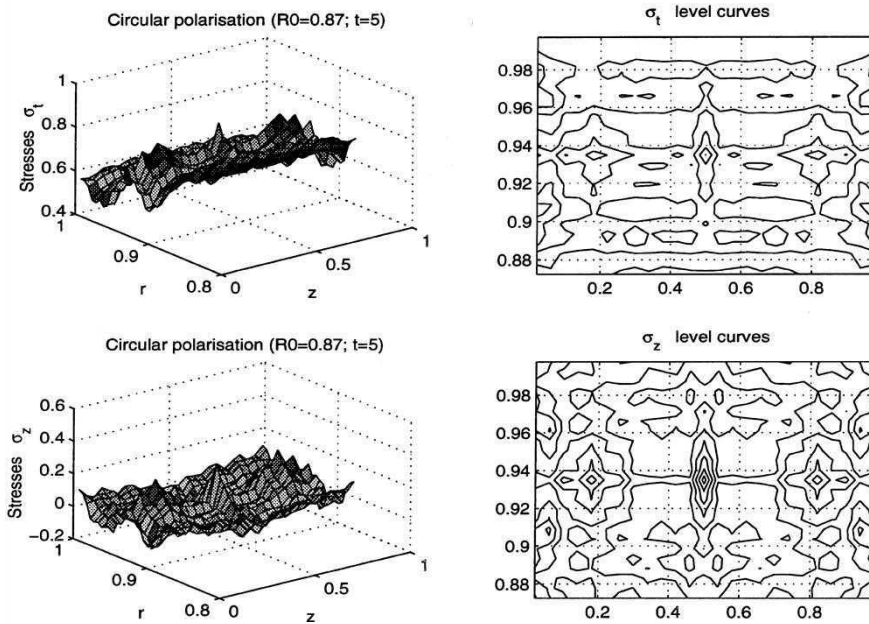 Circular polarisation (R0=0.87; t=5)
1
0.8
0.6
0.4
Stresses σt
1
0.9
0.8
r
0
0.5
1
z
σt level curves
0.98
0.96
0.94
0.92
0.9
0.88
0.2 0.4 0.6 0.8
Circular polarisation (R0=0.87; t=5)
0.6
0.4
0.2
0
−0.2
Stresses σz
1
0.9
0.8
r
0
0.5
1
z
σz level curves
0.98
0.96
0.94
0.92
0.9
0.88
0.2 0.4 0.6 0.8